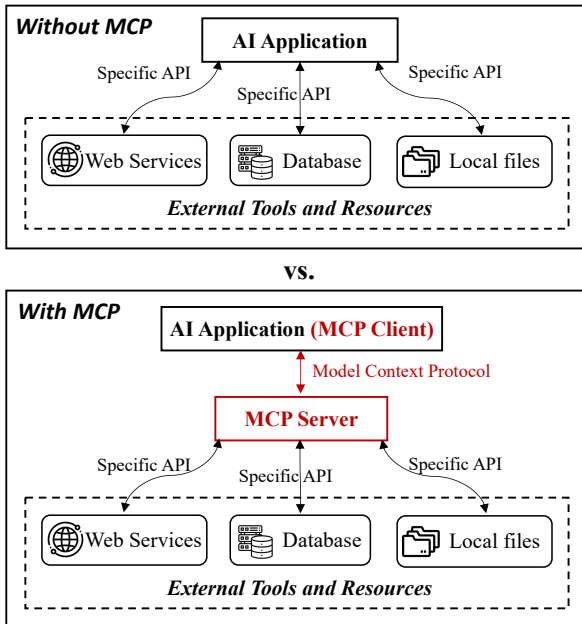 Without MCP
AI Application
Specific API
Specific API
Specific API
Web Services
Database
Local files
External Tools and Resources
vs.
With MCP
AI Application (MCP Client)
Model Context Protocol
MCP Server
Specific API
Specific API
Specific API
Web Services
Database
Local files
External Tools and Resources